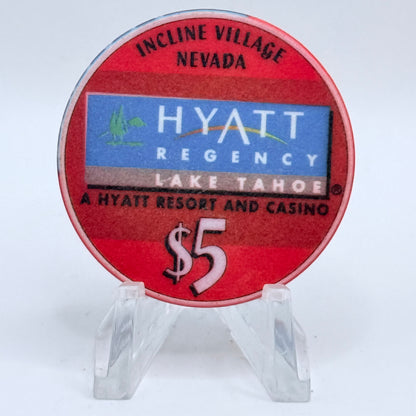 INCLINE VILLAGE
NEVADA
HYATT
REGENCY
LAKE TAHOE ®
A HYATT RESORT AND CASINO
$5